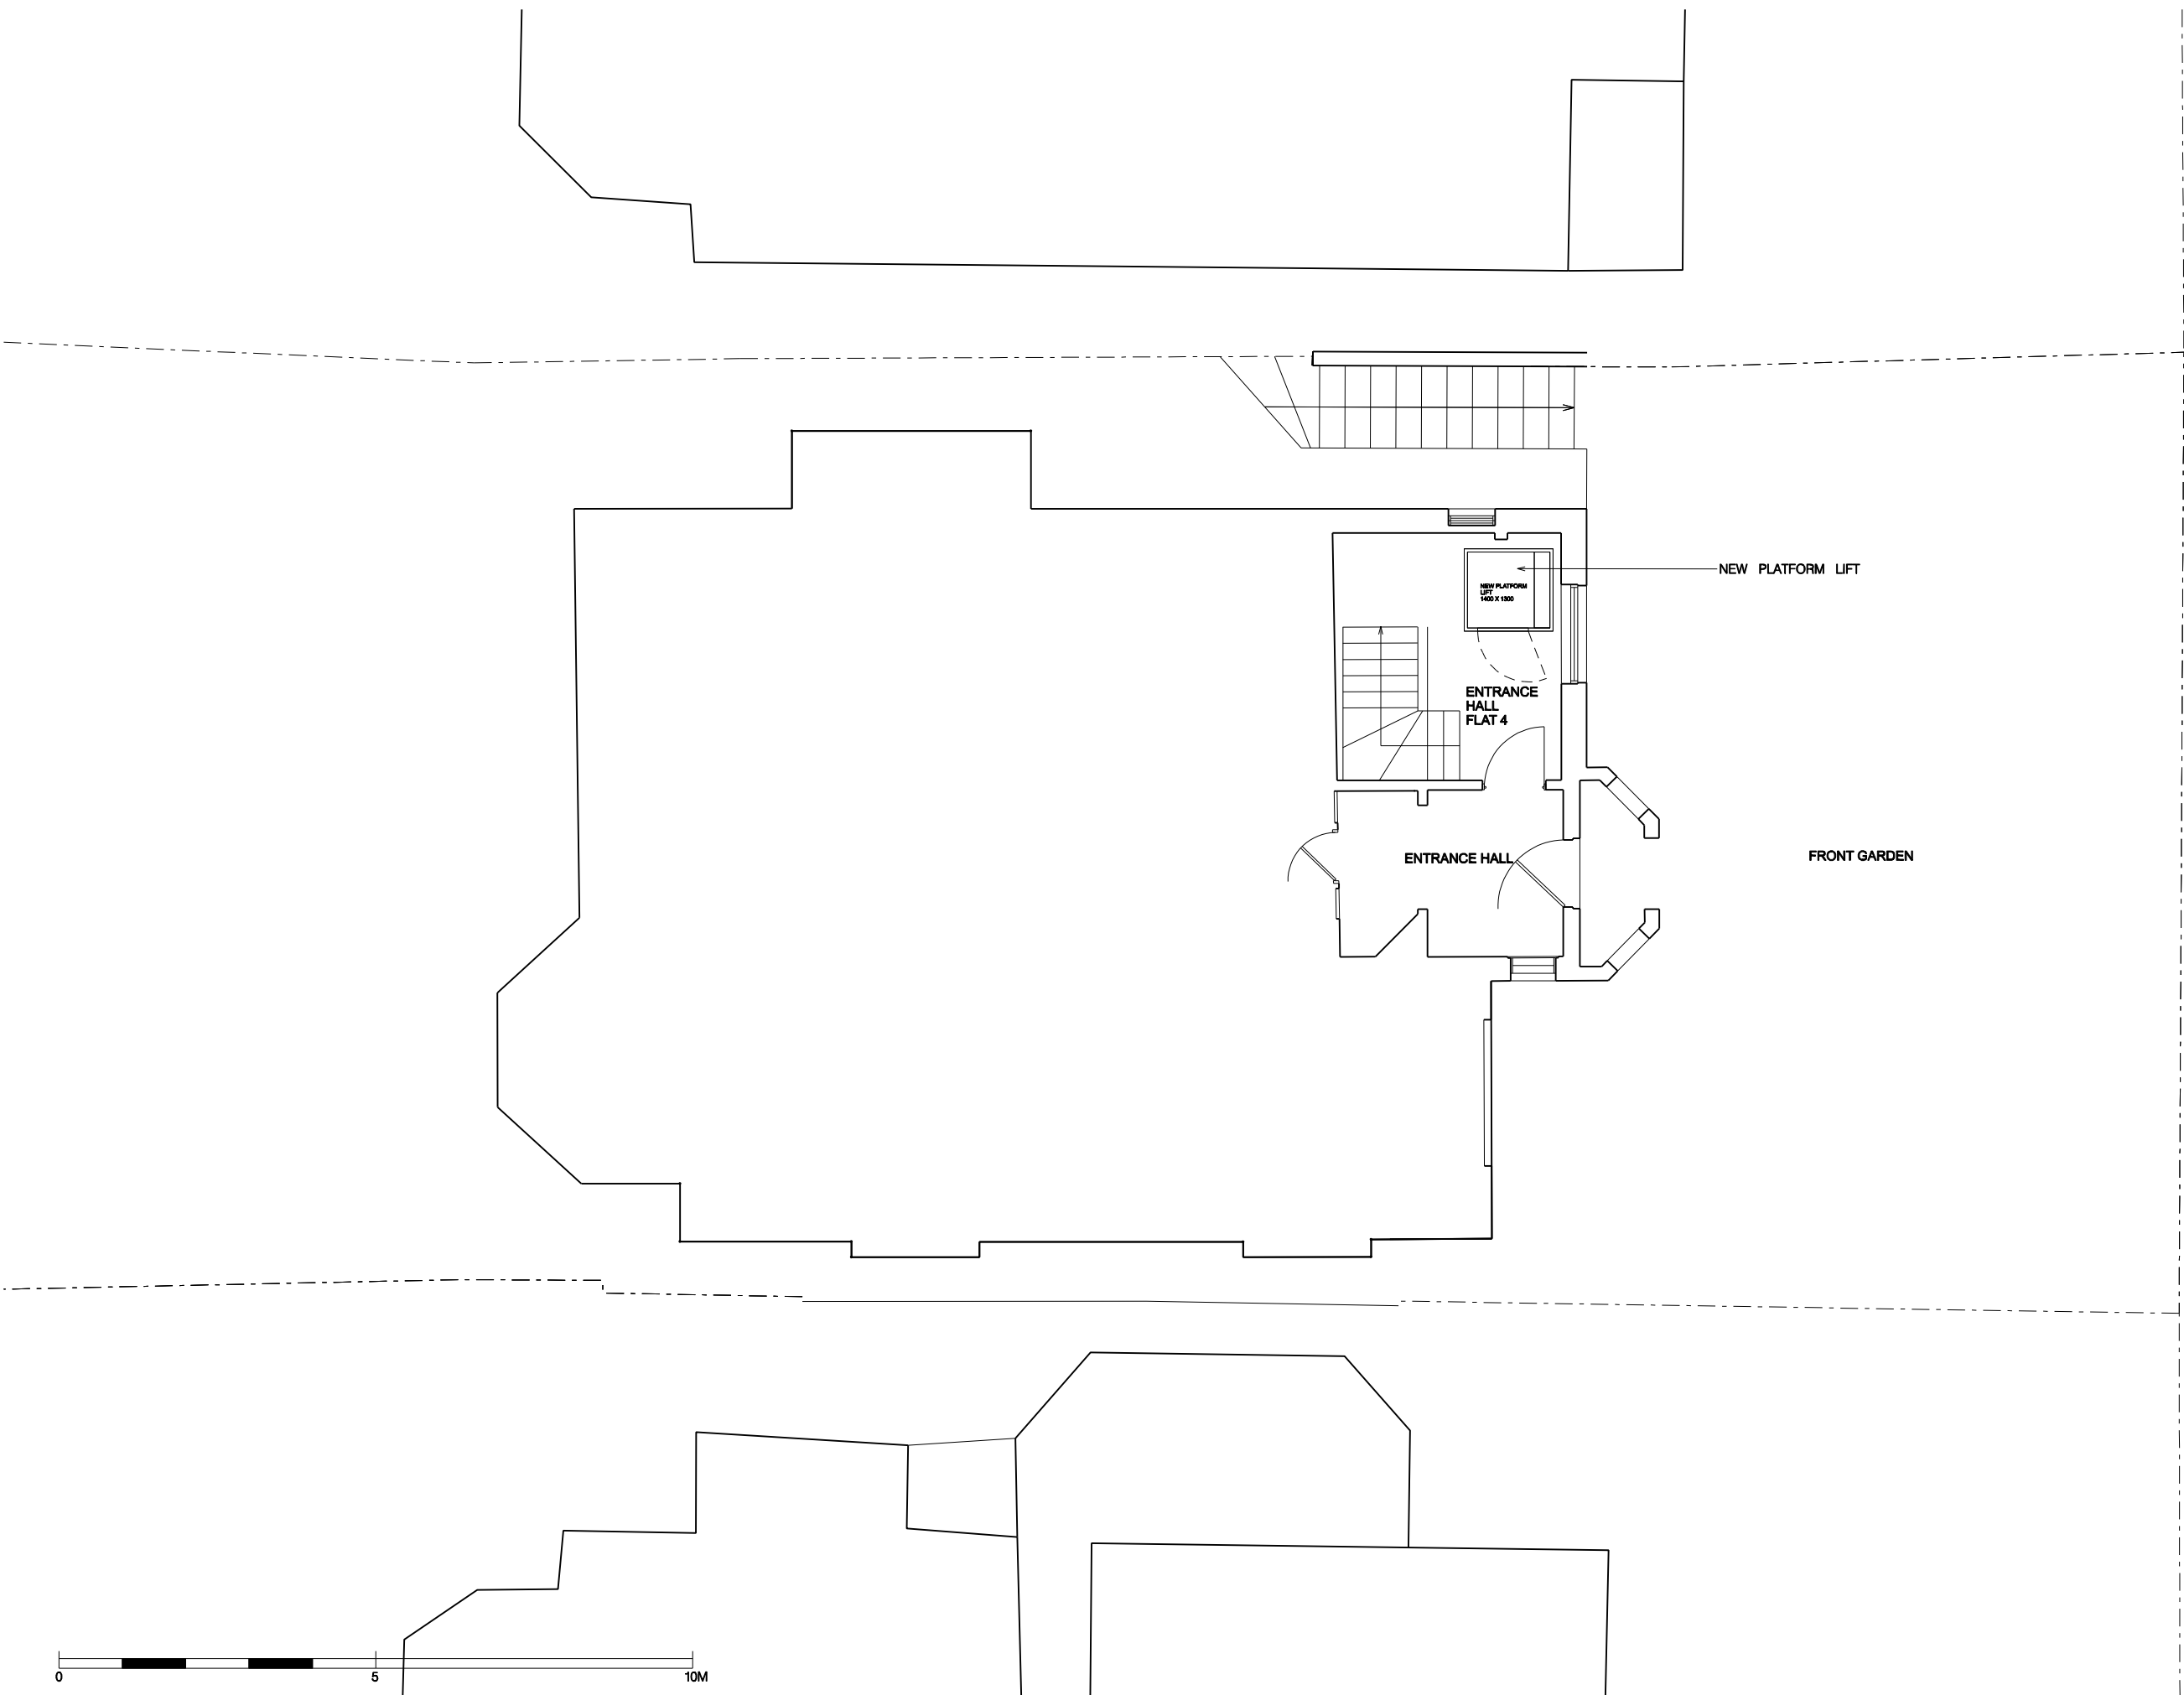 NEW PLATFORM LIFT
NEW PLATFORM
LIFT
1400 X 1300
ENTRANCE
HALL
FLAT 4
ENTRANCE HALL
FRONT GARDEN
0 5 10M